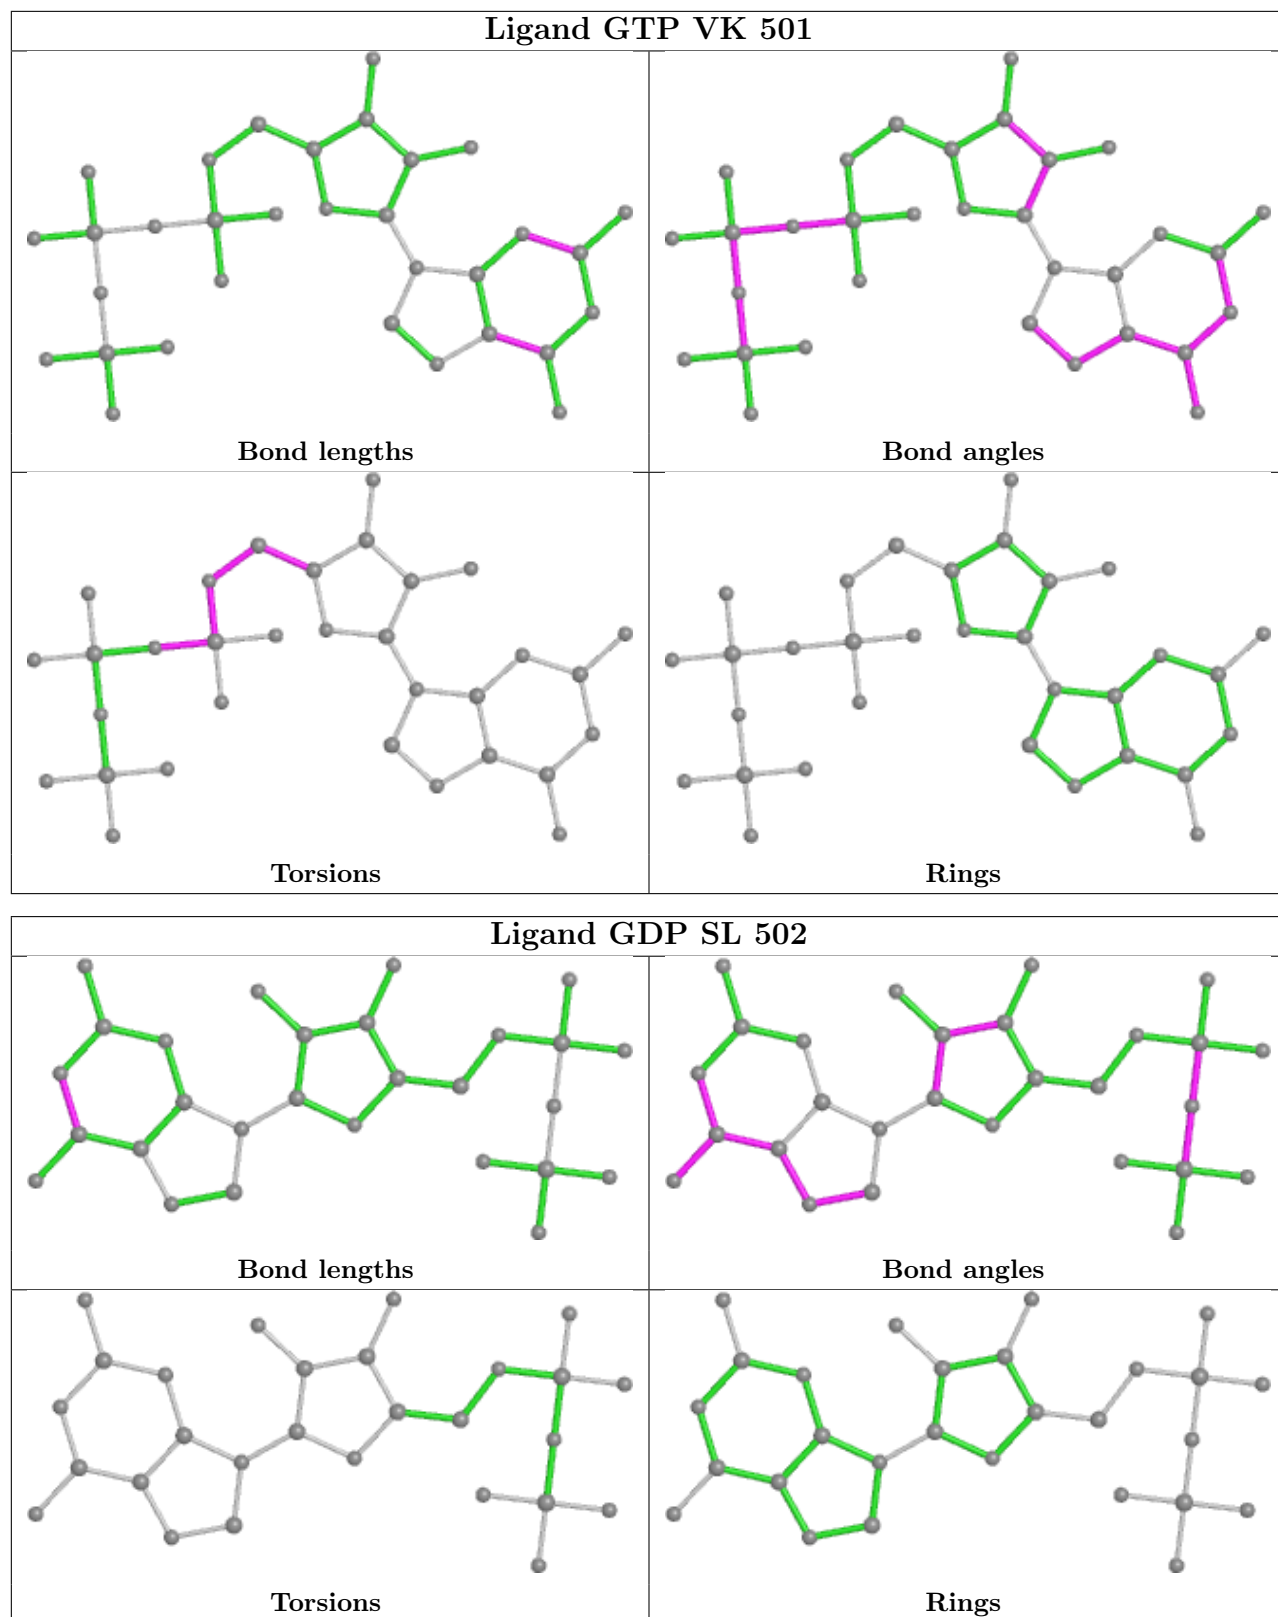 Ligand GTP VK 501
Bond lengths
Bond angles
Torsions
Rings
Ligand GDP SL 502
Bond lengths
Bond angles
Torsions
Rings